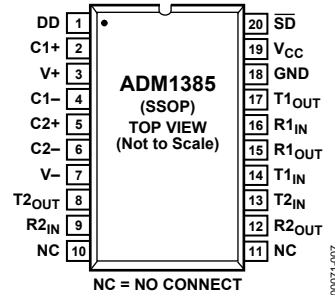 DD 1
C1+ 2
V+ 3
C1– 4
C2+ 5
C2– 6
V– 7
T2OUT 8
R2IN 9
NC 10
ADM1385
(SSOP)
TOP VIEW
(Not to Scale)
20 S̅D̅
19 VCC
18 GND
17 T1OUT
16 R1IN
15 R1OUT
14 T1IN
13 T2IN
12 R2OUT
11 NC
NC = NO CONNECT
00071-007